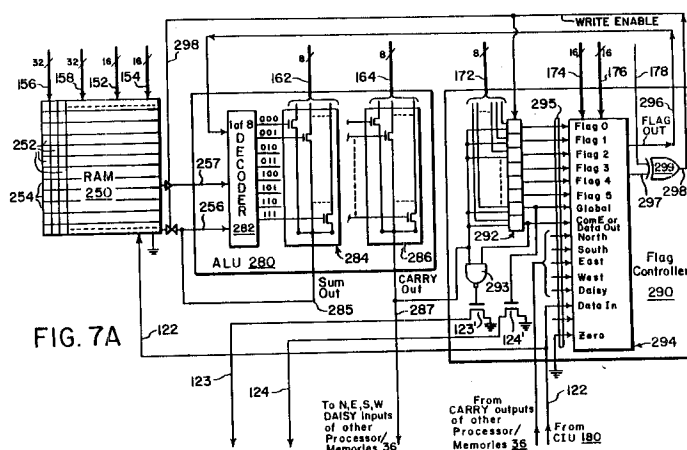 WRITE ENABLE
32 32 16 16 298 8 8 8 16 16
156 158 152 154 162 164 172 174 176 178
295 296
FLAG OUT
252
254
RAM
250
257
256
1 of 8
DECODER
282
000
001
010
011
100
101
110
111
284
286
ALU 280
Sum Out
285
CARRY Out
287
292
293
Flag 0
Flag 1
Flag 2
Flag 3
Flag 4
Flag 5
Global
Com E or Data Out
North
South
East
West
Daisy
Data In
Zero
299
298
297
Flag Controller
290
294
FIG. 7A
122
123
124
123'
124'
To N,E,S,W DAISY inputs of other Processor/Memories 36
From CARRY outputs of other Processor/Memories 36
122
From CIU 180